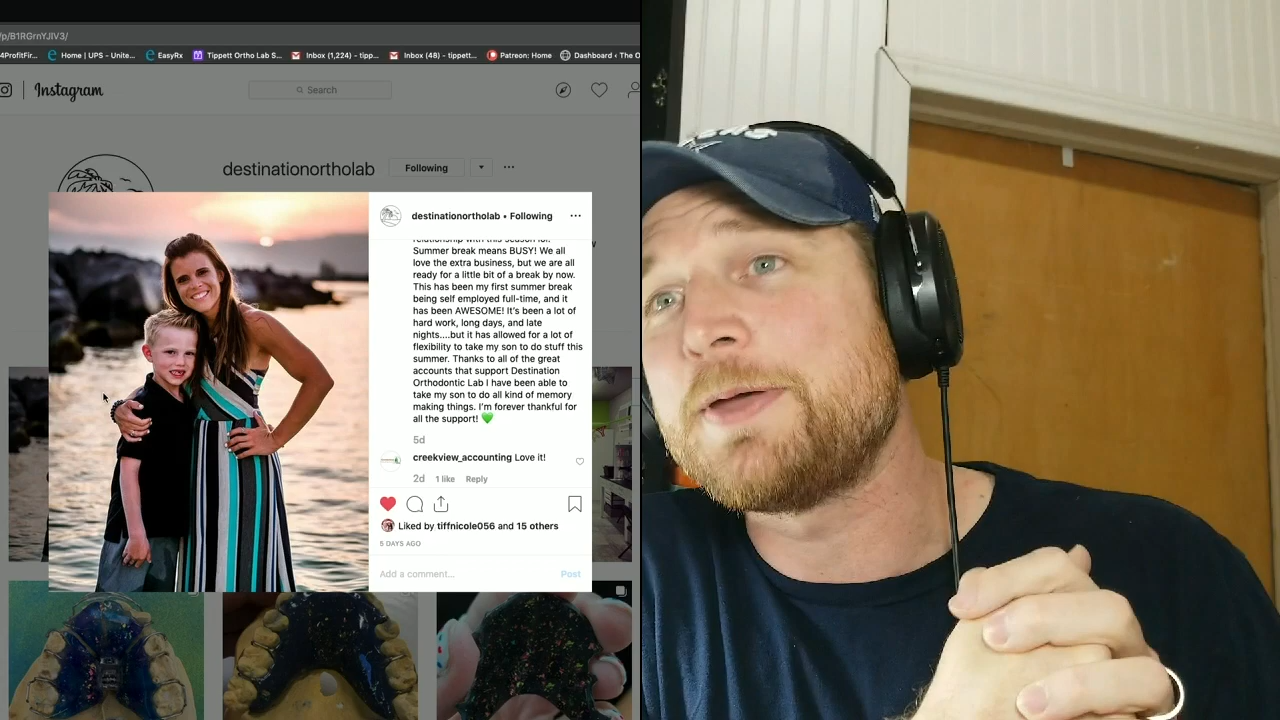 /p/B1RGrnYJIV3/
4ProfitFir...
Home | UPS - Unite...
EasyRx
Tippett Ortho Lab S...
Inbox (1,224) - tipp...
Inbox (48) - tippett...
Patreon: Home
Dashboard ‹ The O
Instagram
Search
destinationortholab
Following
destinationortholab • Following
relationship with this season lol.
Summer break means BUSY! We all
love the extra business, but we are all
ready for a little bit of a break by now.
This has been my first summer break
being self employed full-time, and it
has been AWESOME! It's been a lot of
hard work, long days, and late
nights....but it has allowed for a lot of
flexibility to take my son to do stuff this
summer. Thanks to all of the great
accounts that support Destination
Orthodontic Lab I have been able to
take my son to do all kind of memory
making things. I'm forever thankful for
all the support!
5d
creekview_accounting Love it!
2d 1 like Reply
Liked by tiffnicole056 and 15 others
5 DAYS AGO
Add a comment... Post